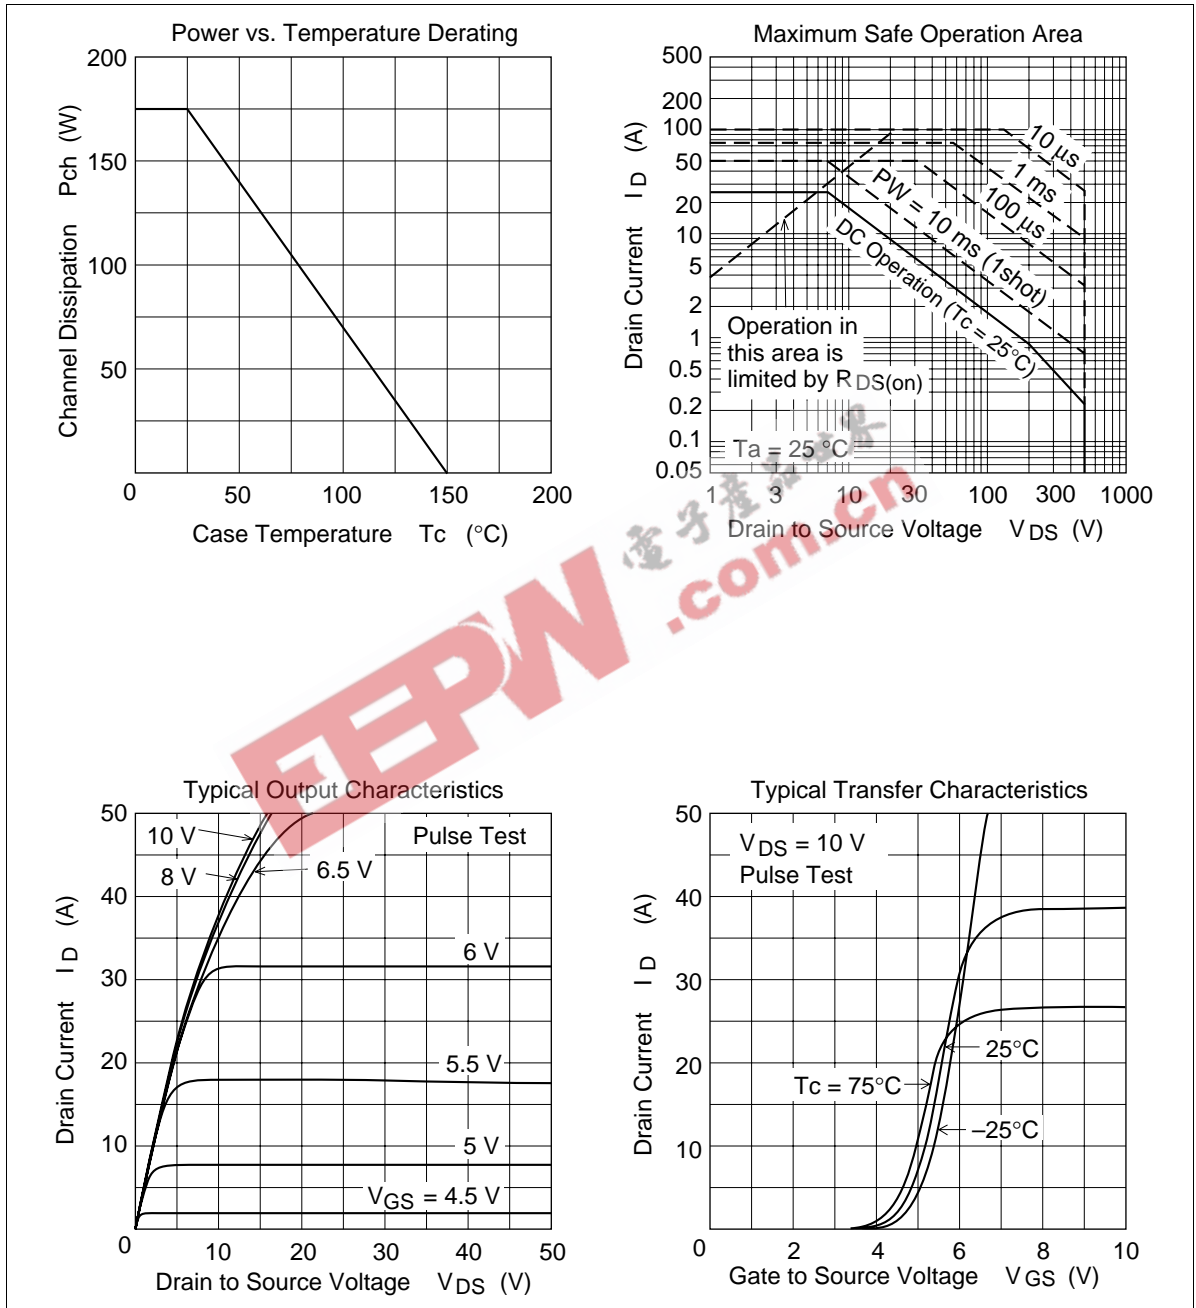 Power vs. Temperature Derating
200
150
100
50
0
50
100
150
200
Channel Dissipation Pch (W)
Case Temperature Tc (°C)
Maximum Safe Operation Area
500
200
100
50
20
10
5
2
1
0.5
0.2
0.1
0.05
1
3
10
30
100
300
1000
Drain Current I D (A)
Drain to Source Voltage V DS (V)
10 µs
1 ms
100 µs
PW = 10 ms (1shot)
DC Operation (Tc = 25°C)
Operation in
this area is
limited by R DS(on)
Ta = 25 °C
電子產品世界
EEPW
.com.cn
Typical Output Characteristics
50
40
30
20
10
0
10
20
30
40
50
Drain Current I D (A)
Drain to Source Voltage V DS (V)
10 V
8 V
6.5 V
Pulse Test
6 V
5.5 V
5 V
V GS = 4.5 V
Typical Transfer Characteristics
50
40
30
20
10
0
2
4
6
8
10
Drain Current I D (A)
Gate to Source Voltage V GS (V)
V DS = 10 V
Pulse Test
25°C
Tc = 75°C
–25°C